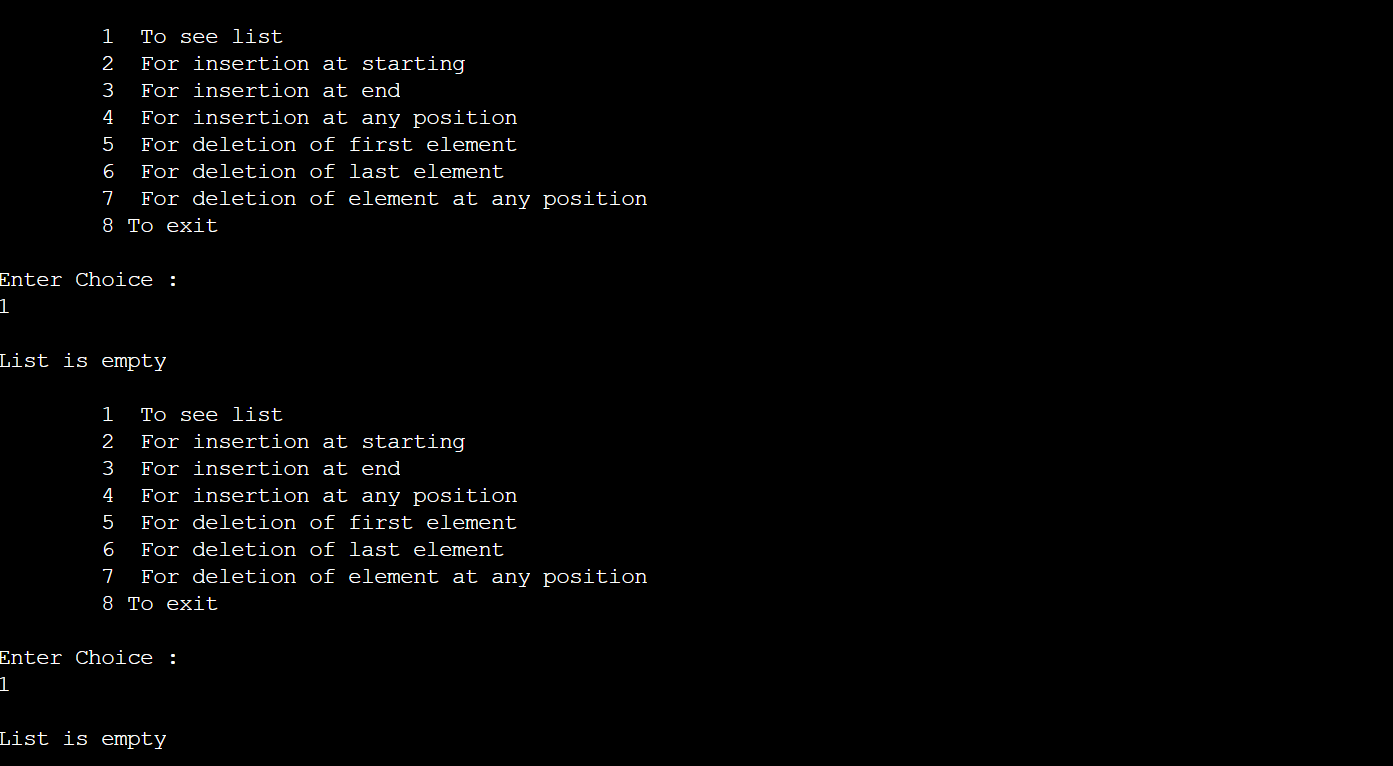 1  To see list
2  For insertion at starting
3  For insertion at end
4  For insertion at any position
5  For deletion of first element
6  For deletion of last element
7  For deletion of element at any position
8 To exit
Enter Choice :
1
List is empty
1  To see list
2  For insertion at starting
3  For insertion at end
4  For insertion at any position
5  For deletion of first element
6  For deletion of last element
7  For deletion of element at any position
8 To exit
Enter Choice :
1
List is empty